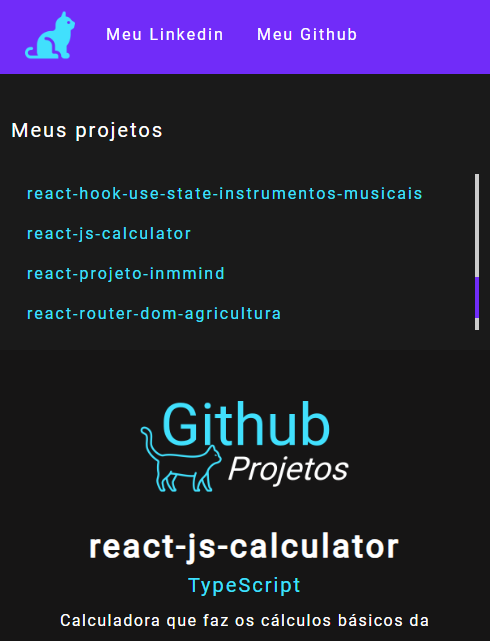 Meu Linkedin Meu Github
Meus projetos
react-hook-use-state-instrumentos-musicais
react-js-calculator
react-projeto-inmmind
react-router-dom-agricultura
Github
Projetos
react-js-calculator
TypeScript
Calculadora que faz os cálculos básicos da